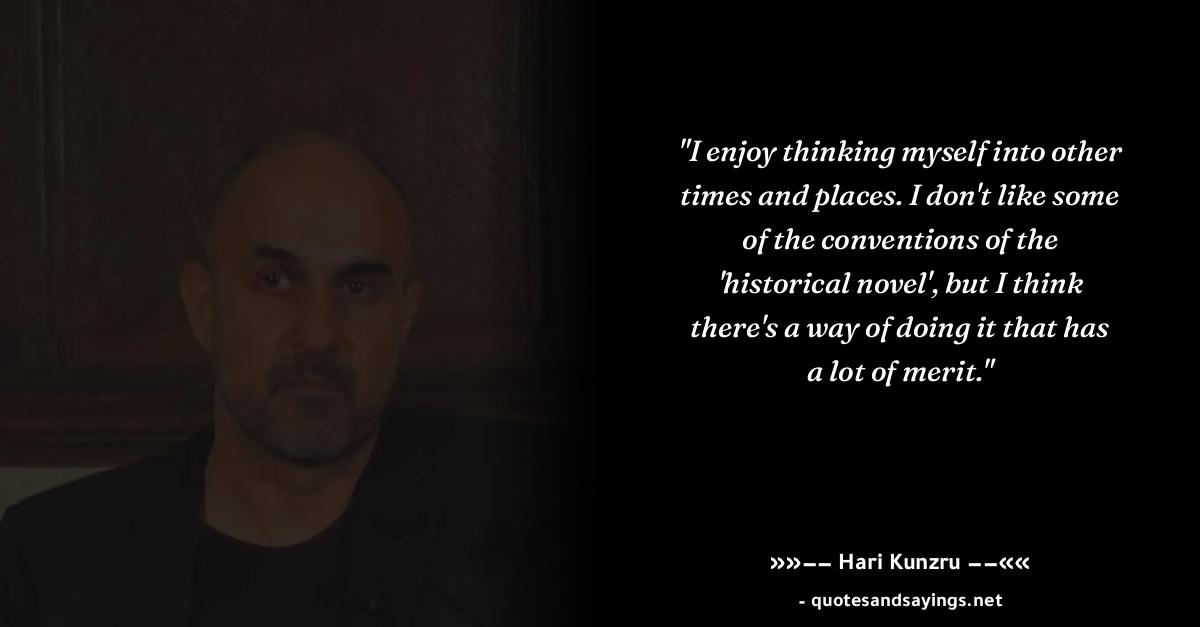 "I enjoy thinking myself into other
times and places. I don't like some
of the conventions of the
'historical novel', but I think
there's a way of doing it that has
a lot of merit."
»»–– Hari Kunzru ––««
- quotesandsayings.net